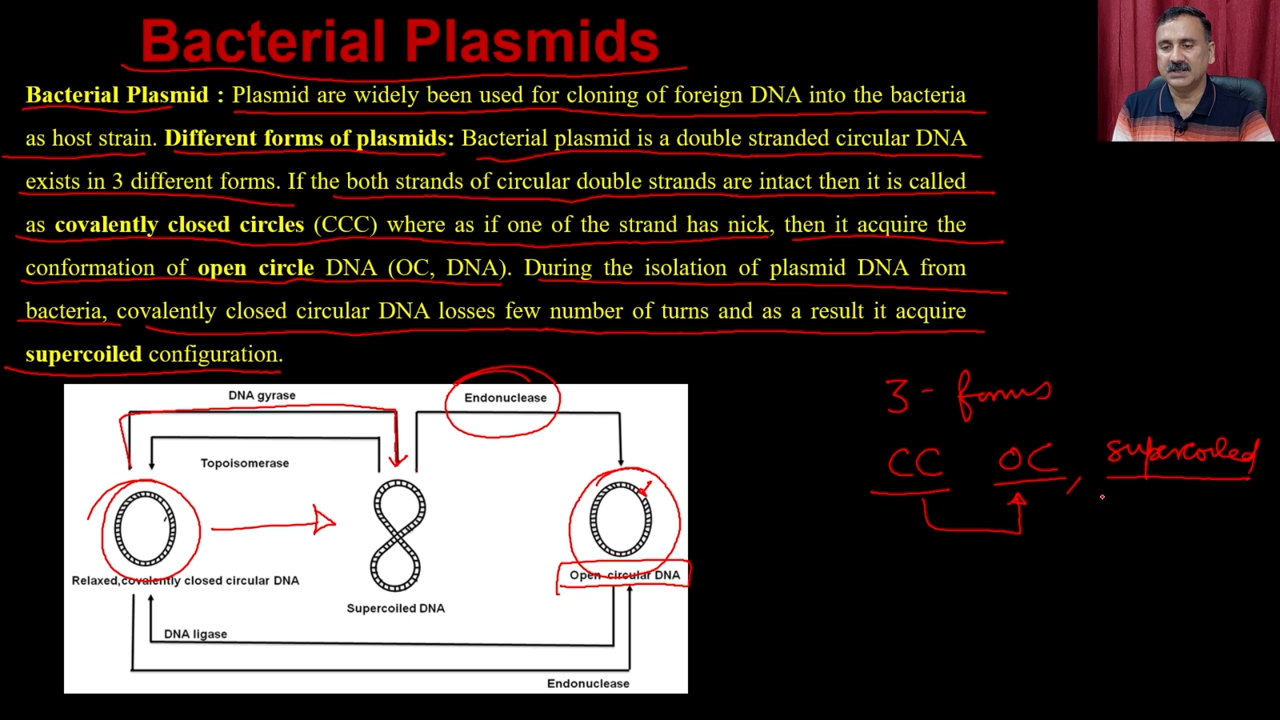 Bacterial Plasmids
Bacterial Plasmid : Plasmid are widely been used for cloning of foreign DNA into the bacteria
as host strain. Different forms of plasmids: Bacterial plasmid is a double stranded circular DNA
exists in 3 different forms. If the both strands of circular double strands are intact then it is called
as covalently closed circles (CCC) where as if one of the strand has nick, then it acquire the
conformation of open circle DNA (OC, DNA). During the isolation of plasmid DNA from
bacteria, covalently closed circular DNA losses few number of turns and as a result it acquire
supercoiled configuration.
DNA gyrase
Endonuclease
Topoisomerase
Relaxed,covalently closed circular DNA
Supercoiled DNA
Open circular DNA
DNA ligase
Endonuclease
3- forms
CC OC, supercoiled